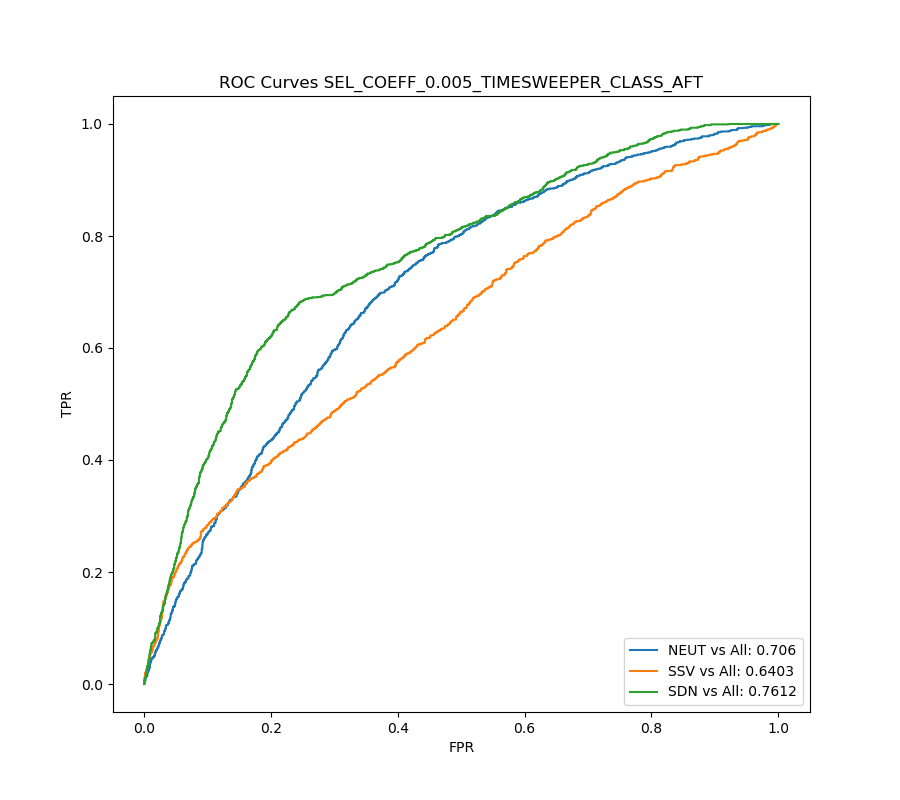 ROC Curves SEL_COEFF_0.005_TIMESWEEPER_CLASS_AFT
1.0
0.8
0.6
0.4
0.2
0.0
TPR
NEUT vs All: 0.706
SSV vs All: 0.6403
SDN vs All: 0.7612
0.0 0.2 0.4 0.6 0.8 1.0
FPR